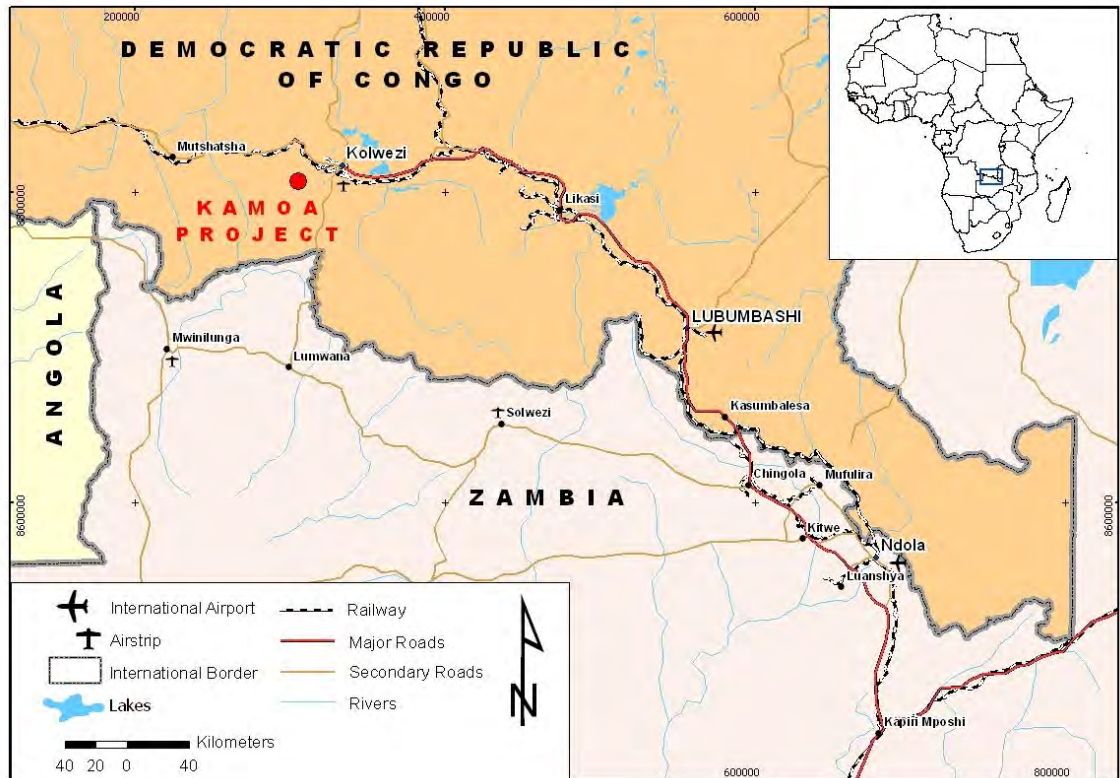 200000
400000
600000
DEMOCRATIC REPUBLIC
OF CONGO
Mutshatsha
Kolwezi
KAMOA
PROJECT
Likasi
LUBUMBASHI
ANGOLA
Mwinilunga
Lumwana
Solwezi
Kasumbalesa
Chingola
Mufulira
ZAMBIA
8600000
8600000
Kitwe
Ndola
Luanshya
International Airport
Airstrip
International Border
Lakes
Kilometers
40 20 0 40
Railway
Major Roads
Secondary Roads
Rivers
N
Mposhi
600000
800000